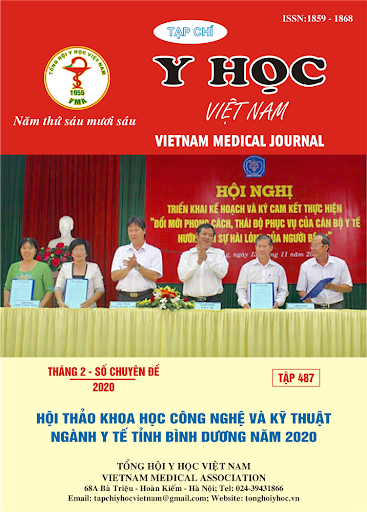 ISSN:1859 - 1868
TẠP CHÍ
Y HỌC
VIỆT NAM
VIETNAM MEDICAL JOURNAL
TỔNG HỘI Y HỌC VIỆT NAM
1955
VMA
Năm thứ sáu mươi sáu
HỘI NGHỊ
TRIỂN KHAI KẾ HOẠCH VÀ KÝ CAM KẾT THỰC HIỆN
"ĐỔI MỚI PHONG CÁCH, THÁI ĐỘ PHỤC VỤ CỦA CÁN BỘ Y TẾ
SỰ HÀI LÒNG CỦA NGƯỜI
11 năm 20
THÁNG 2 - SỐ CHUYÊN ĐỀ
2020
TẬP 487
HỘI THẢO KHOA HỌC CÔNG NGHỆ VÀ KỸ THUẬT
NGÀNH Y TẾ TỈNH BÌNH DƯƠNG NĂM 2020
TỔNG HỘI Y HỌC VIỆT NAM
VIETNAM MEDICAL ASSOCIATION
68A Bà Triệu - Hoàn Kiếm - Hà Nội; Tel: 024-39431866
Email: tapchiyhocvietnam@gmail.com; Website: tonghoiyhoc.vn